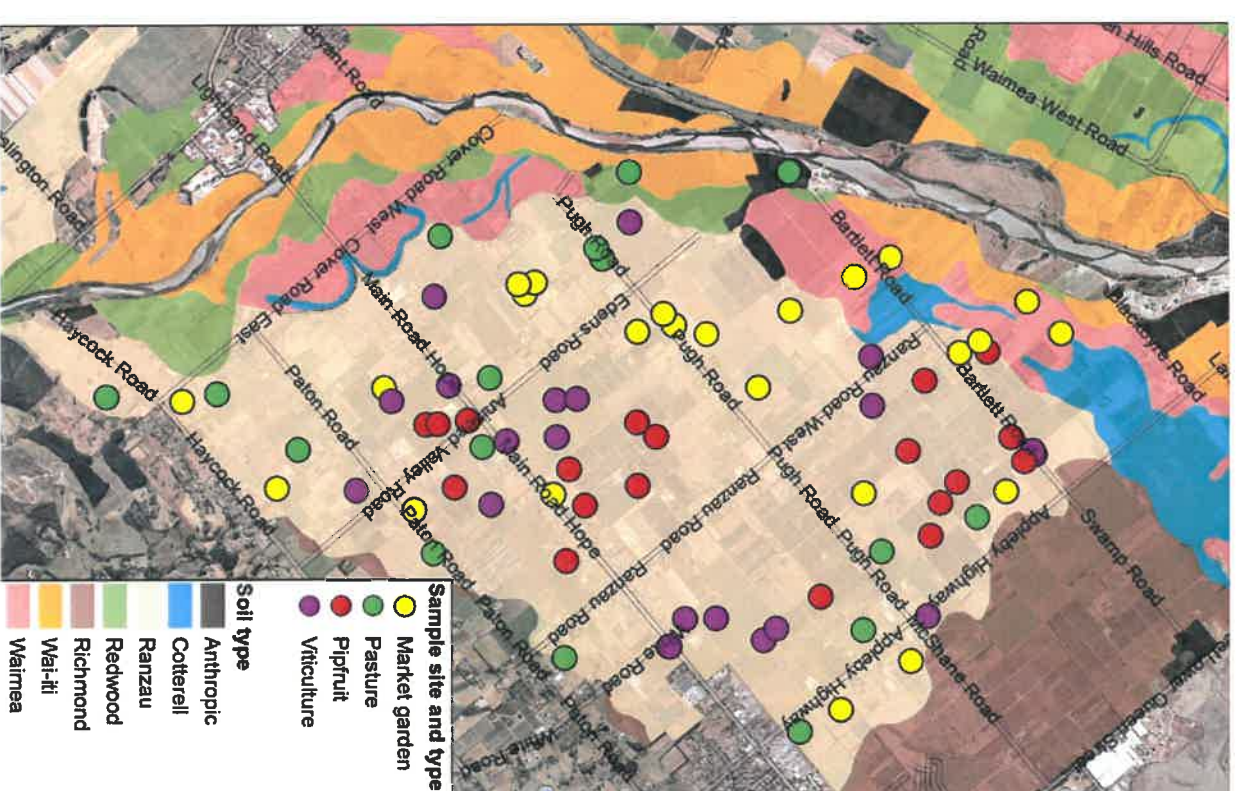 en Hills Road
Waimea West Road
Lightband Road
Clover Road West
Clover Road East
Pugh Road
Bartlett Road
Blackbyre Road
Main Road Hope
Edens Road
Pugh Road
Ranzau Road West
Haycock Road
Paton Road
Haycock Road
Pugh Road
Ranzau Road
Main Road Hope
Pugh Road
Swamp Road
Appleby Highway
Paton Road
Ranzau Road
Paton Road
Appleby Highway
McShane Road
White Road
Sample site and type
Market garden
Pasture
Pipfruit
Viticulture
Soil type
Anthropic
Cotterell
Ranzau
Redwood
Richmond
Wai-iti
Waimea